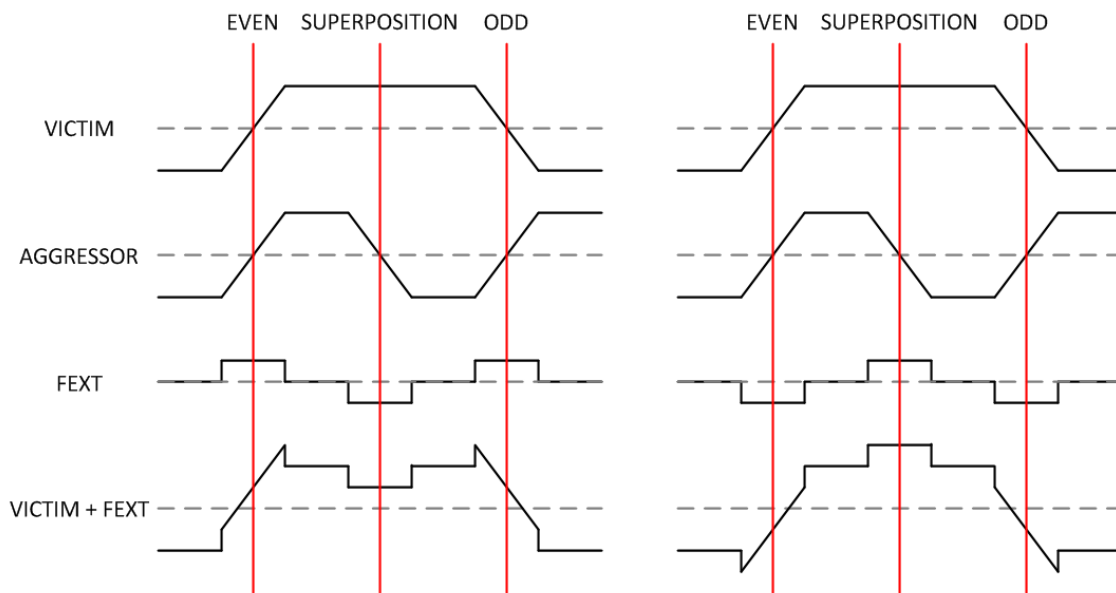 EVEN SUPERPOSITION ODD EVEN SUPERPOSITION ODD
VICTIM
AGGRESSOR
FEXT
VICTIM + FEXT